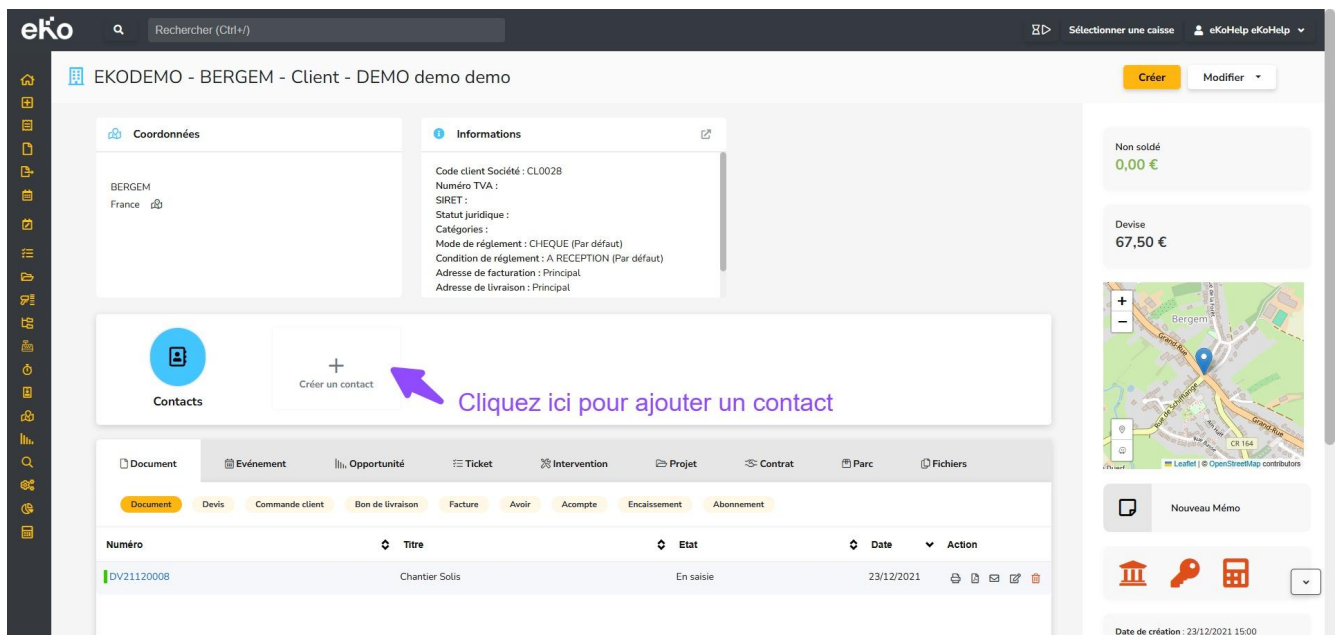 eko
Rechercher (Ctrl+/)
Sélectionner une caisse
eKoHelp eKoHelp
EKODEMO - BERGEM - Client - DEMO demo demo
Créer
Modifier
Coordonnées
BERGEM
France
Informations
Code client Société : CL0028
Numéro TVA :
SIRET :
Statut juridique :
Catégories :
Mode de réglement : CHEQUE (Par défaut)
Condition de réglement : A RECEPTION (Par défaut)
Adresse de facturation : Principal
Adresse de livraison : Principal
Non soldé
0,00 €
Devise
67,50 €
+
−
Bergem
Grand-Rue
Rue de Schifflange
Grand-Rue
CR 164
Leaflet | © OpenStreetMap contributors
Contacts
Créer un contact
Cliquez ici pour ajouter un contact
Document Evénement Opportunité Ticket Intervention Projet Contrat Parc Fichiers
Document Devis Commande client Bon de livraison Facture Avoir Acompte Encaissement Abonnement
Numéro Titre Etat Date Action
DV21120008 Chantier Solis En saisie 23/12/2021
Nouveau Mémo
Date de création : 23/12/2021 15:00